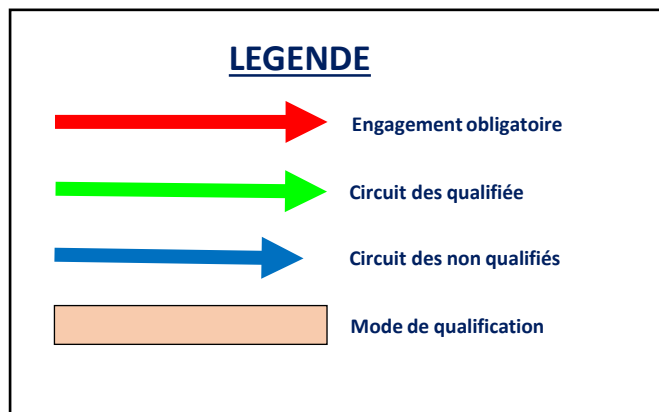 LEGENDE
Engagement obligatoire
Circuit des qualifiée
Circuit des non qualifiés
Mode de qualification